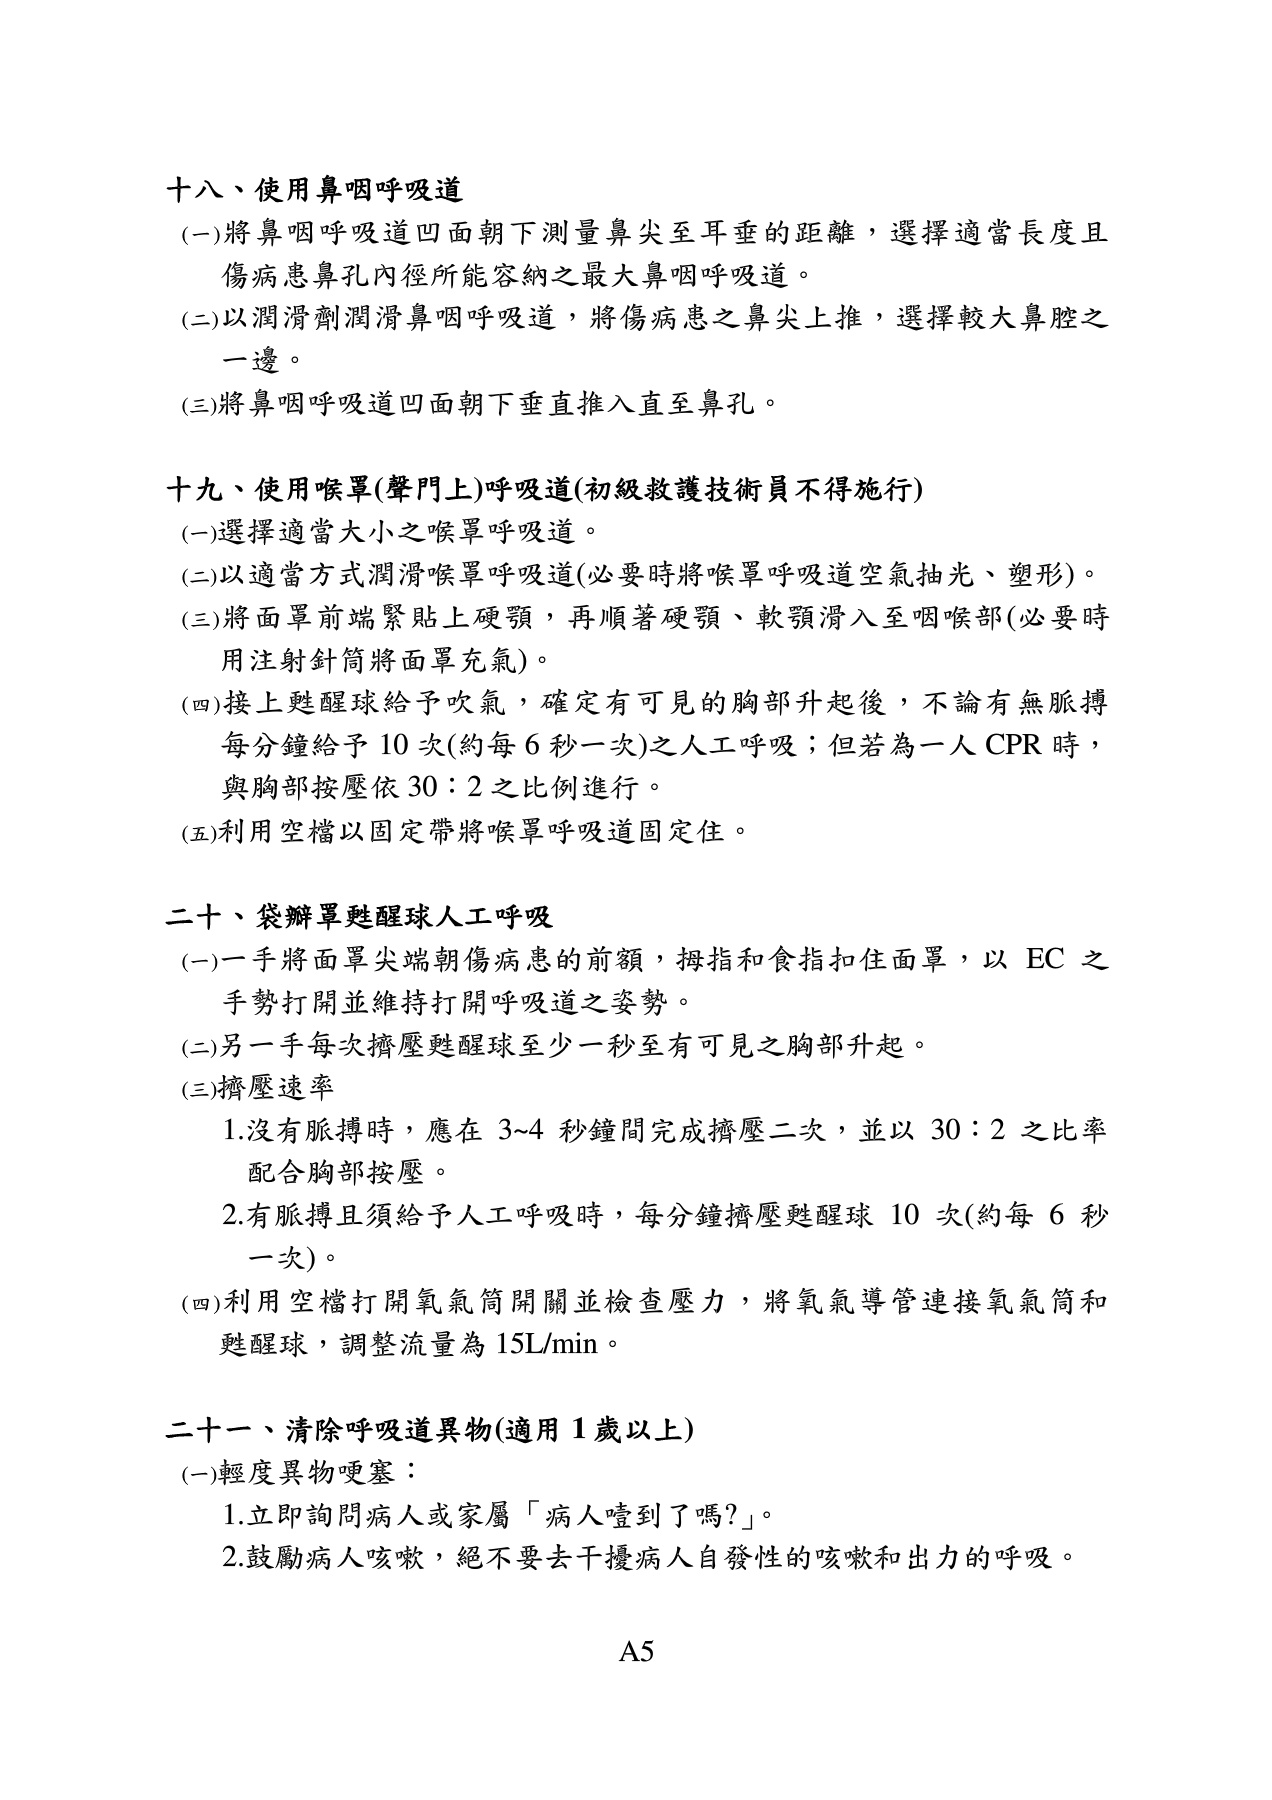 十八、使用鼻咽呼吸道
(一)將鼻咽呼吸道凹面朝下測量鼻尖至耳垂的距離，選擇適當長度且
傷病患鼻孔內徑所能容納之最大鼻咽呼吸道。
(二)以潤滑劑潤滑鼻咽呼吸道，將傷病患之鼻尖上推，選擇較大鼻腔之
一邊。
(三)將鼻咽呼吸道凹面朝下垂直推入直至鼻孔。
十九、使用喉罩(聲門上)呼吸道(初級救護技術員不得施行)
(一)選擇適當大小之喉罩呼吸道。
(二)以適當方式潤滑喉罩呼吸道(必要時將喉罩呼吸道空氣抽光、塑形)。
(三)將面罩前端緊貼上硬顎，再順著硬顎、軟顎滑入至咽喉部(必要時
用注射針筒將面罩充氣)。
(四)接上甦醒球給予吹氣，確定有可見的胸部升起後，不論有無脈搏
每分鐘給予 10 次(約每 6 秒一次)之人工呼吸；但若為一人 CPR 時，
與胸部按壓依 30：2 之比例進行。
(五)利用空檔以固定帶將喉罩呼吸道固定住。
二十、袋瓣罩甦醒球人工呼吸
(一)一手將面罩尖端朝傷病患的前額，拇指和食指扣住面罩，以 EC 之
手勢打開並維持打開呼吸道之姿勢。
(二)另一手每次擠壓甦醒球至少一秒至有可見之胸部升起。
(三)擠壓速率
1.沒有脈搏時，應在 3~4 秒鐘間完成擠壓二次，並以 30：2 之比率
配合胸部按壓。
2.有脈搏且須給予人工呼吸時，每分鐘擠壓甦醒球 10 次(約每 6 秒
一次)。
(四)利用空檔打開氧氣筒開關並檢查壓力，將氧氣導管連接氧氣筒和
甦醒球，調整流量為 15L/min。
二十一、清除呼吸道異物(適用 1 歲以上)
(一)輕度異物哽塞：
1.立即詢問病人或家屬「病人噎到了嗎?」。
2.鼓勵病人咳嗽，絕不要去干擾病人自發性的咳嗽和出力的呼吸。
A5